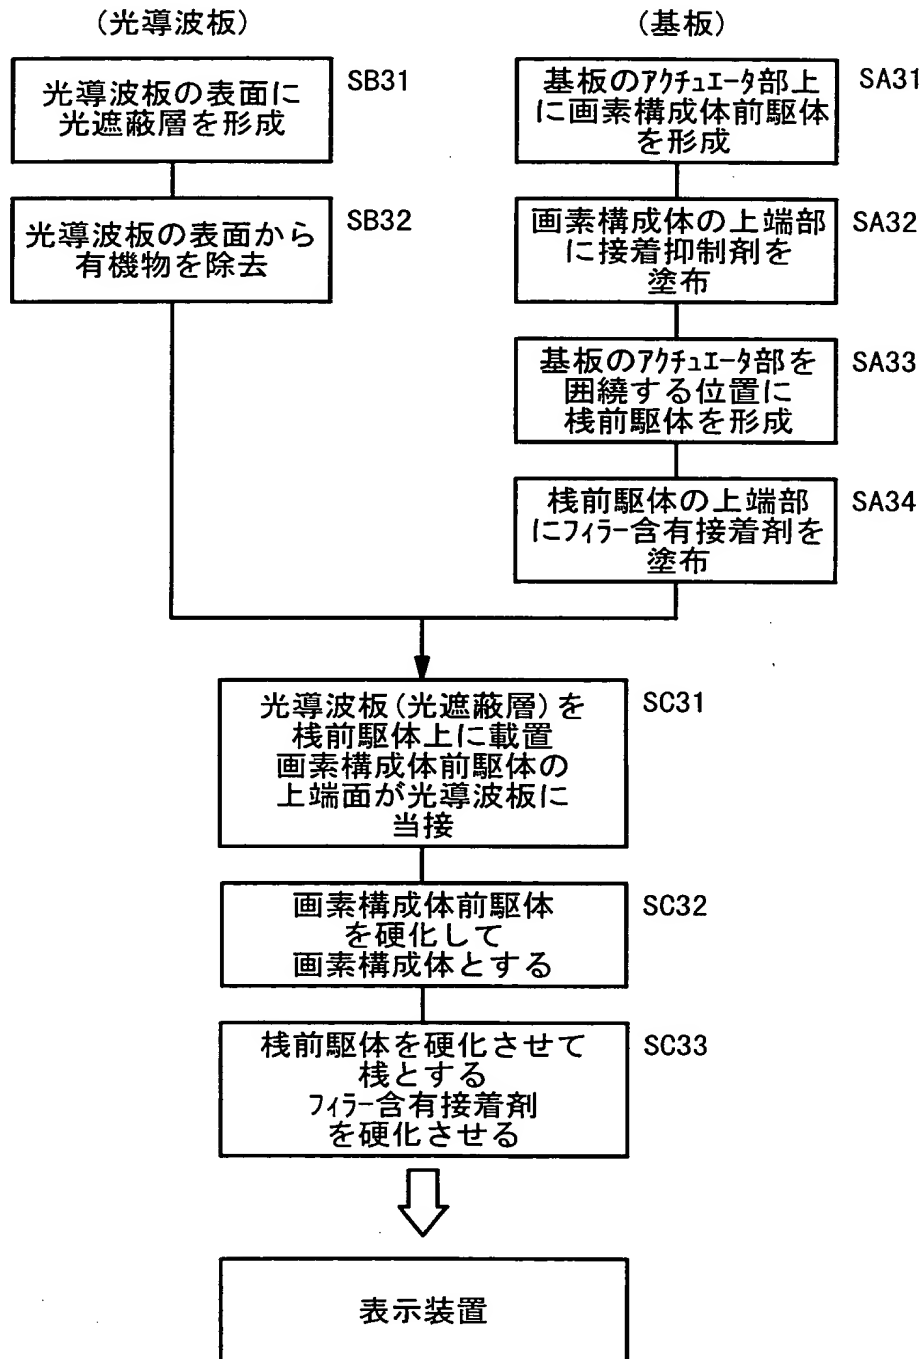 (光導波板)
光導波板の表面に
光遮蔽層を形成
SB31
光導波板の表面から
有機物を除去
SB32
(基板)
基板のｱｸﾁｭｴｰﾀ部上
に画素構成体前駆体
を形成
SA31
画素構成体の上端部
に接着抑制剤を
塗布
SA32
基板のｱｸﾁｭｴｰﾀ部を
囲繞する位置に
桟前駆体を形成
SA33
桟前駆体の上端部
にﾌｨﾗｰ含有接着剤を
塗布
SA34
光導波板(光遮蔽層)を
桟前駆体上に載置
画素構成体前駆体の
上端面が光導波板に
当接
SC31
画素構成体前駆体
を硬化して
画素構成体とする
SC32
桟前駆体を硬化させて
桟とする
ﾌｨﾗｰ含有接着剤
を硬化させる
SC33
表示装置